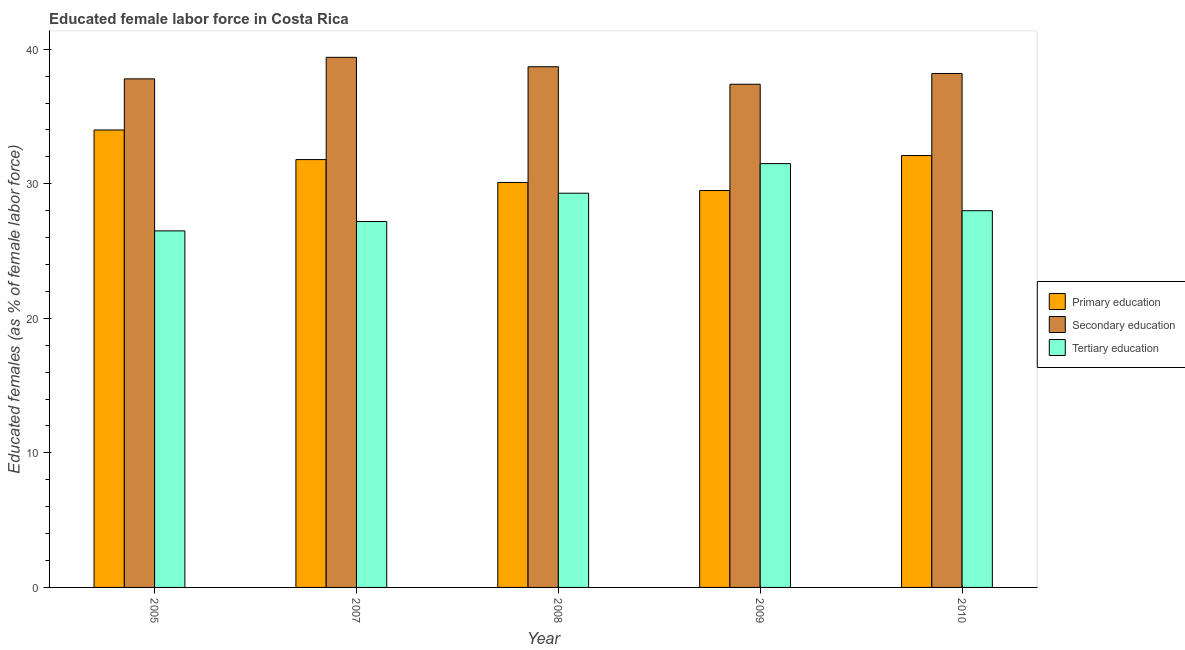 Educated female labor force in Costa Rica
Educated females (as % of female labor force)
40
30
20
10
0
2005
2007
2008
2009
2010
Year
Primary education
Secondary education
Tertiary education